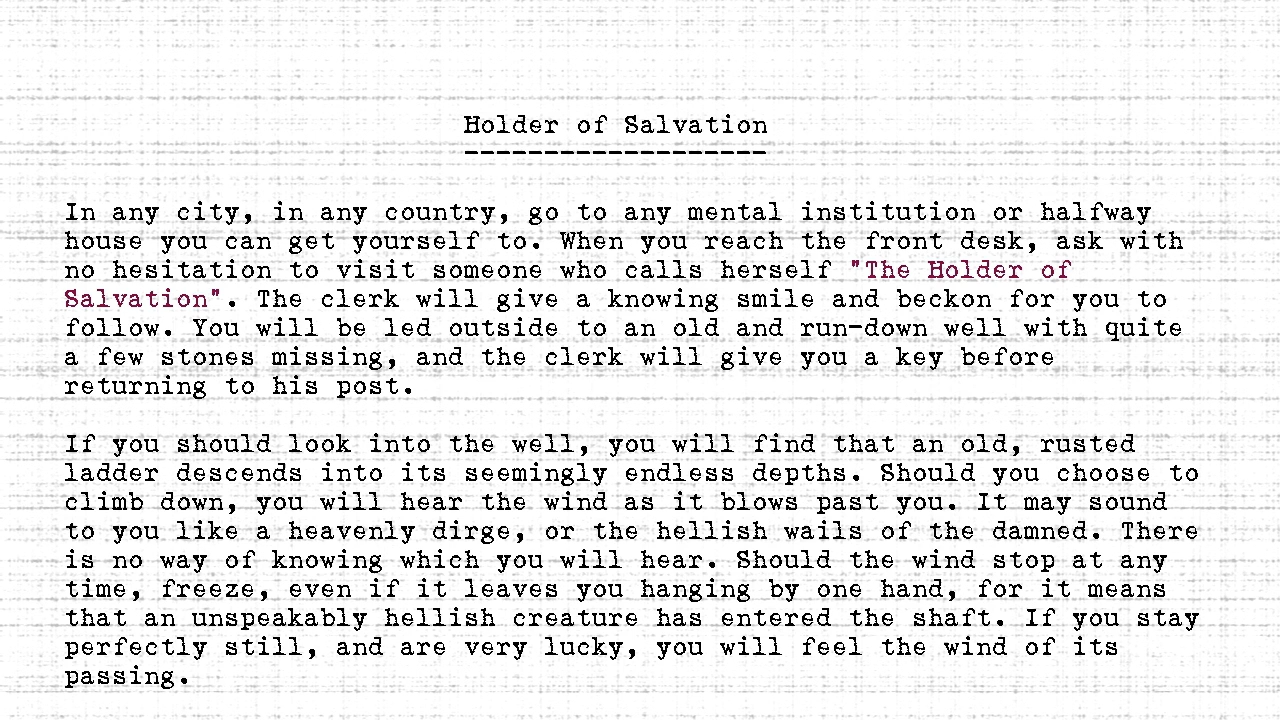 Holder of Salvation
-------------------
In any city, in any country, go to any mental institution or halfway
house you can get yourself to. When you reach the front desk, ask with
no hesitation to visit someone who calls herself "The Holder of
Salvation". The clerk will give a knowing smile and beckon for you to
follow. You will be led outside to an old and run-down well with quite
a few stones missing, and the clerk will give you a key before
returning to his post.
If you should look into the well, you will find that an old, rusted
ladder descends into its seemingly endless depths. Should you choose to
climb down, you will hear the wind as it blows past you. It may sound
to you like a heavenly dirge, or the hellish wails of the damned. There
is no way of knowing which you will hear. Should the wind stop at any
time, freeze, even if it leaves you hanging by one hand, for it means
that an unspeakably hellish creature has entered the shaft. If you stay
perfectly still, and are very lucky, you will feel the wind of its
passing.